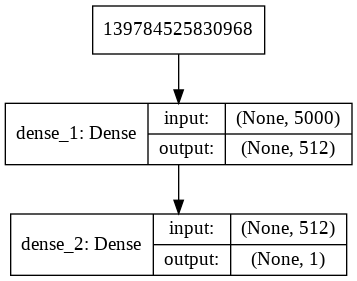 139784525830968
dense_1: Dense
input:
(None, 5000)
output:
(None, 512)
dense_2: Dense
input:
(None, 512)
output:
(None, 1)